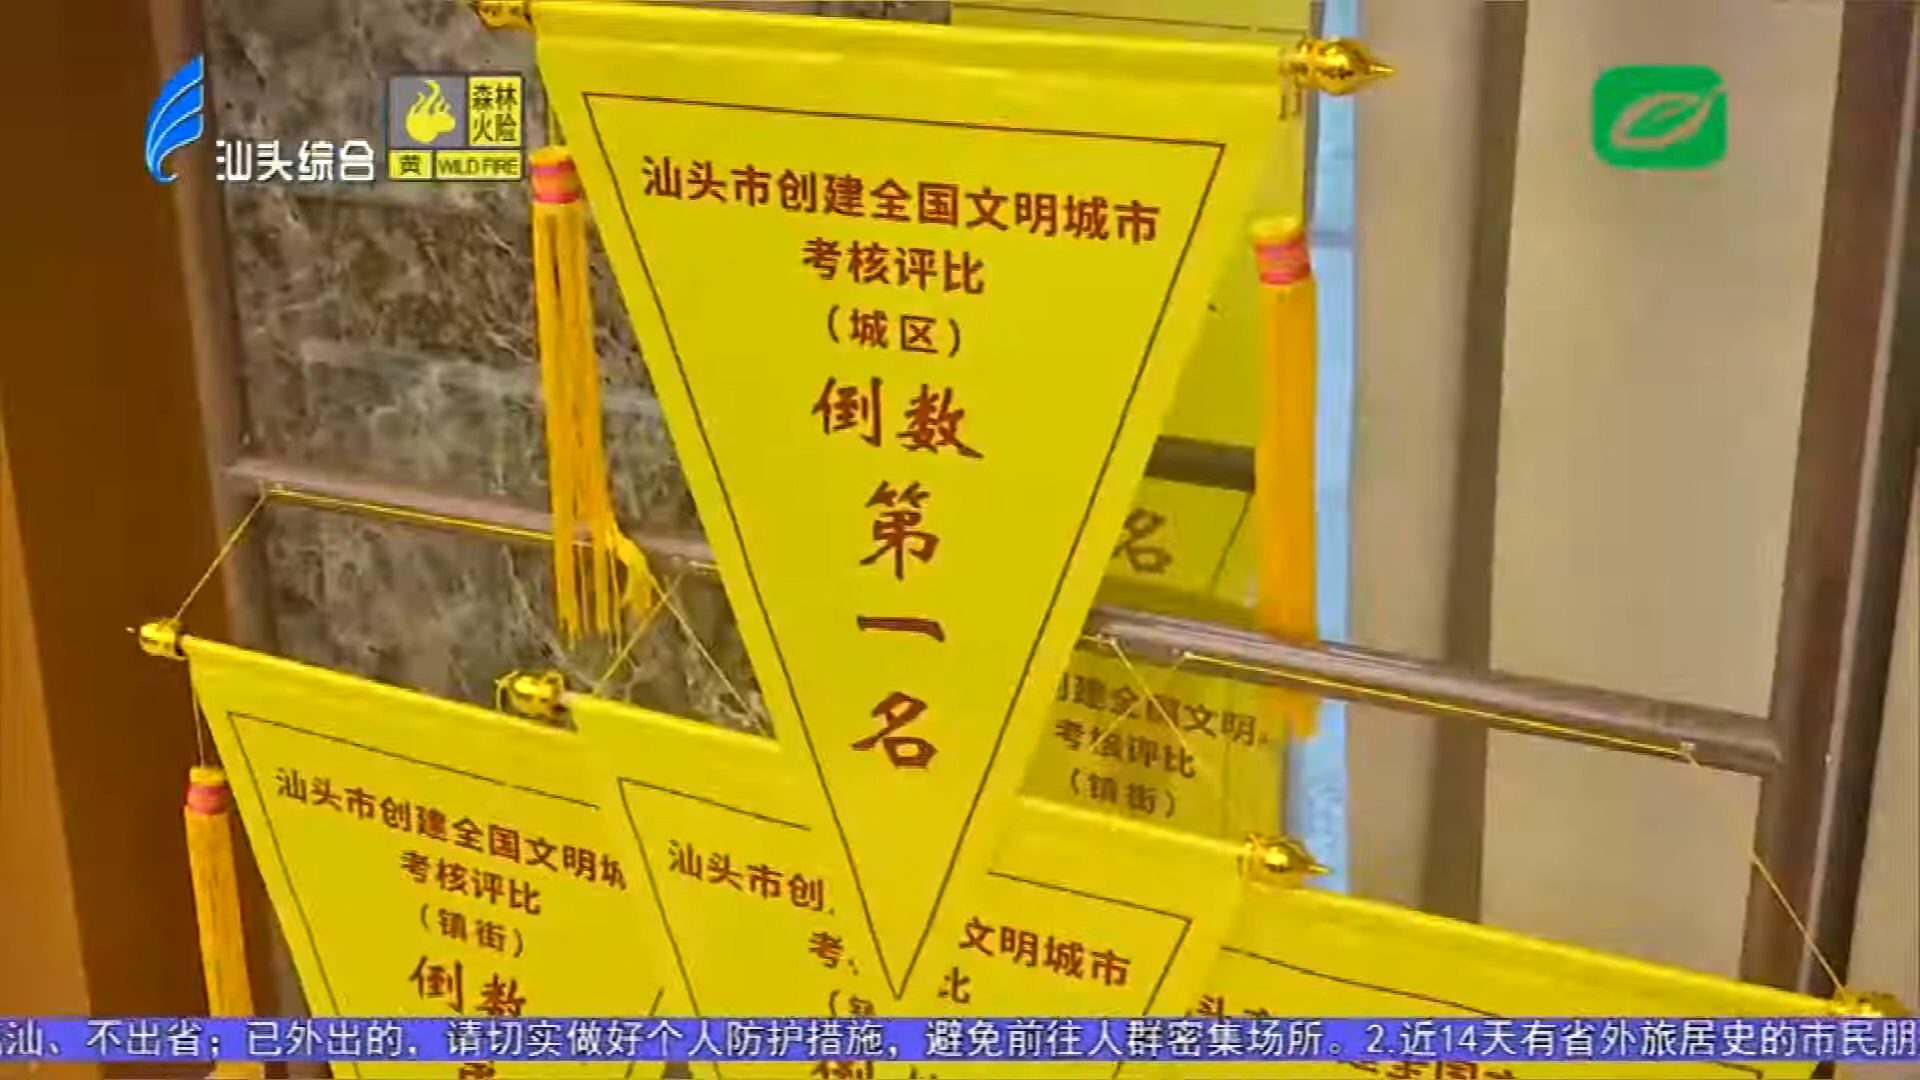 汕头综合
森林
火险
黄 WILD FIRE
汕头市创建全国文明城市
考核评比
（城区）
倒数
第
一
名
名
创建全国文明
考核评比
（镇街）
汕头市创建全国文明城
考核评比
（镇街）
倒数
汕头市创
考
文明城市
比
汕、不出省；已外出的，请切实做好个人防护措施，避免前往人群密集场所。2.近14天有省外旅居史的市民朋